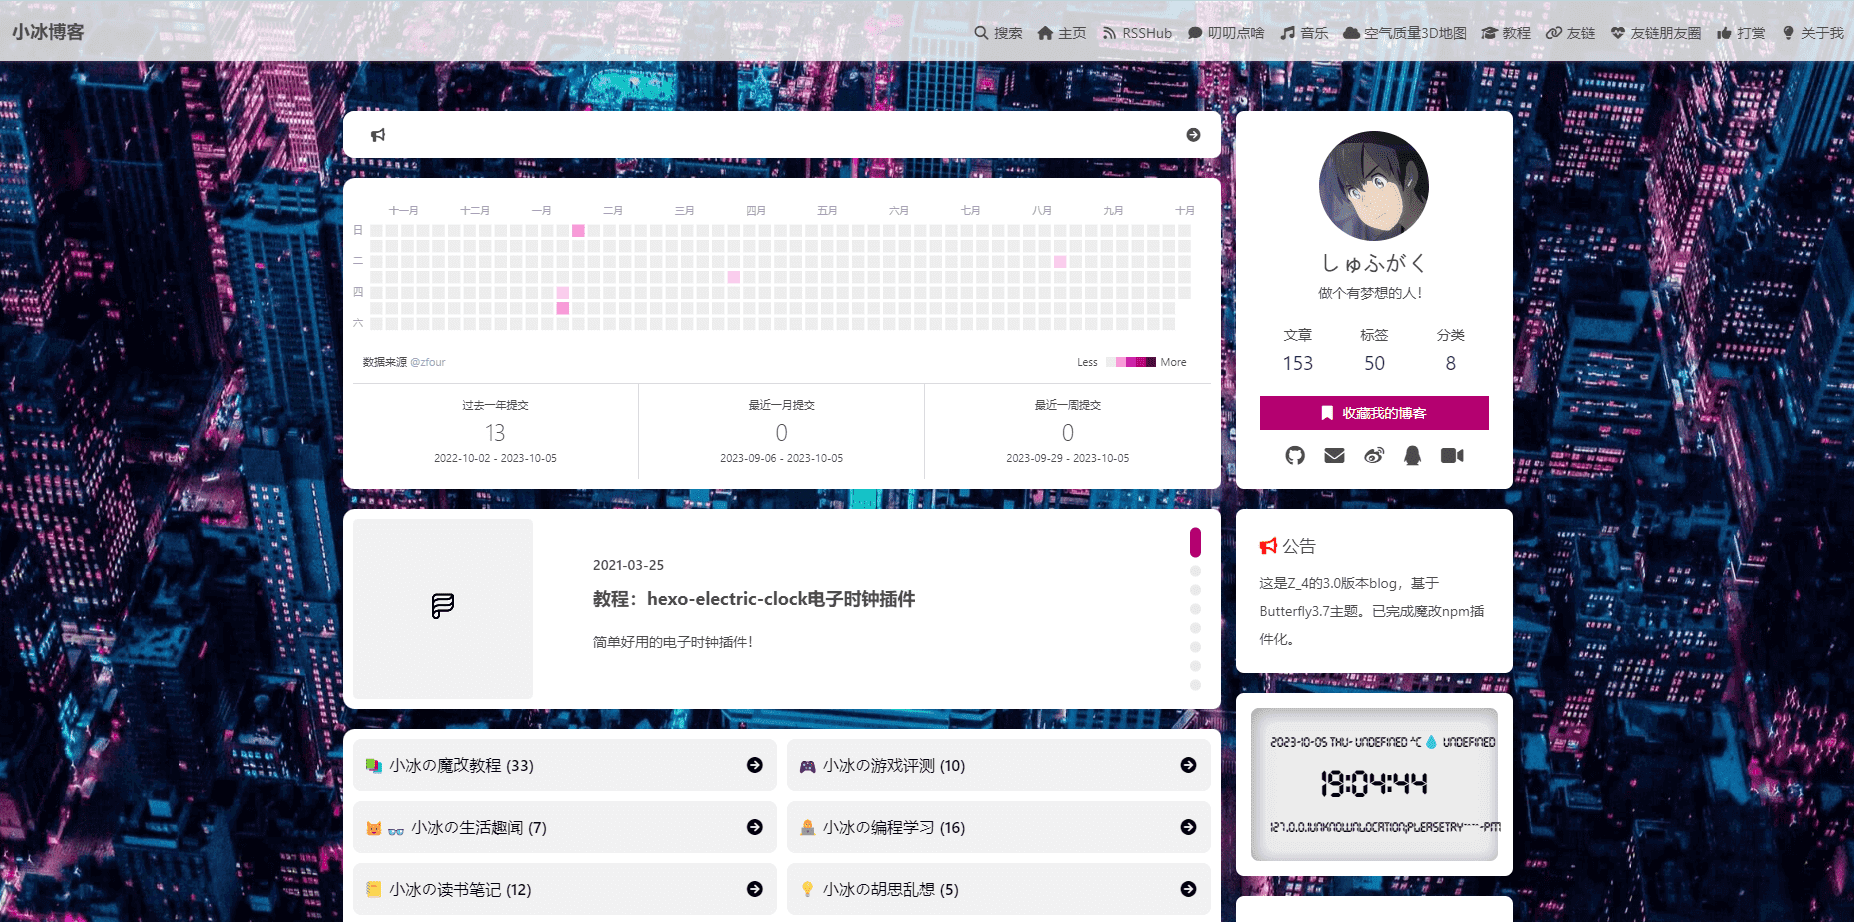 小冰博客
搜索 主页 RSSHub 叨叨点啥 音乐 空气质量3D地图 教程 友链 友链朋友圈 打赏 关于我
十一月 十二月 一月 二月 三月 四月 五月 六月 七月 八月 九月 十月
日
二
四
六
数据来源 @zfour
Less More
过去一年提交 最近一月提交 最近一周提交
13 0 0
2022-10-02 - 2023-10-05 2023-09-06 - 2023-10-05 2023-09-29 - 2023-10-05
2021-03-25
教程：hexo-electric-clock电子时钟插件
简单好用的电子时钟插件！
小冰の魔改教程 (33) 小冰の游戏评测 (10)
小冰の生活趣闻 (7) 小冰の编程学习 (16)
小冰の读书笔记 (12) 小冰の胡思乱想 (5)
しゅふがく
做个有梦想的人！
文章 标签 分类
153 50 8
收藏我的博客
公告
这是Z_4的3.0版本blog，基于
Butterfly3.7主题。已完成魔改npm插
件化。
2023-10-05 THU- UNDEFINED °C 💧 UNDEFINED
19:04:44
127.0.0.1UNKNOWNLOCATION;PLEASETRY